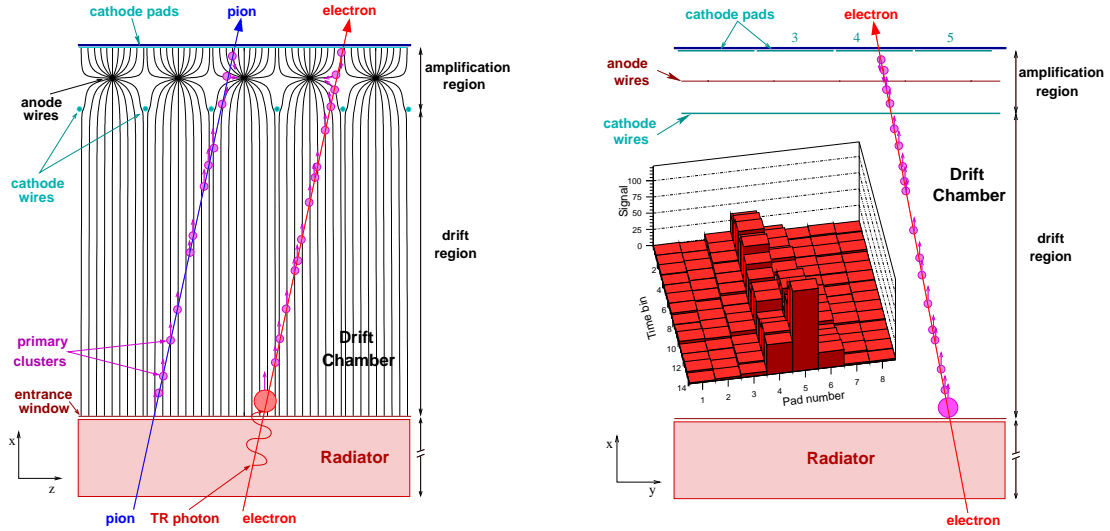 cathode pads
pion
electron
anode
wires
cathode
wires
amplification
region
drift
region
primary
clusters
Drift
Chamber
entrance
window
x
z
Radiator
pion
TR photon
electron
cathode pads
electron
3
4
5
anode
wires
cathode
wires
amplification
region
Drift
Chamber
drift
region
Signal
100
75
50
25
0
Time bin
2
4
6
8
10
12
14
1
2
3
4
5
6
7
8
Pad number
x
y
Radiator
electron